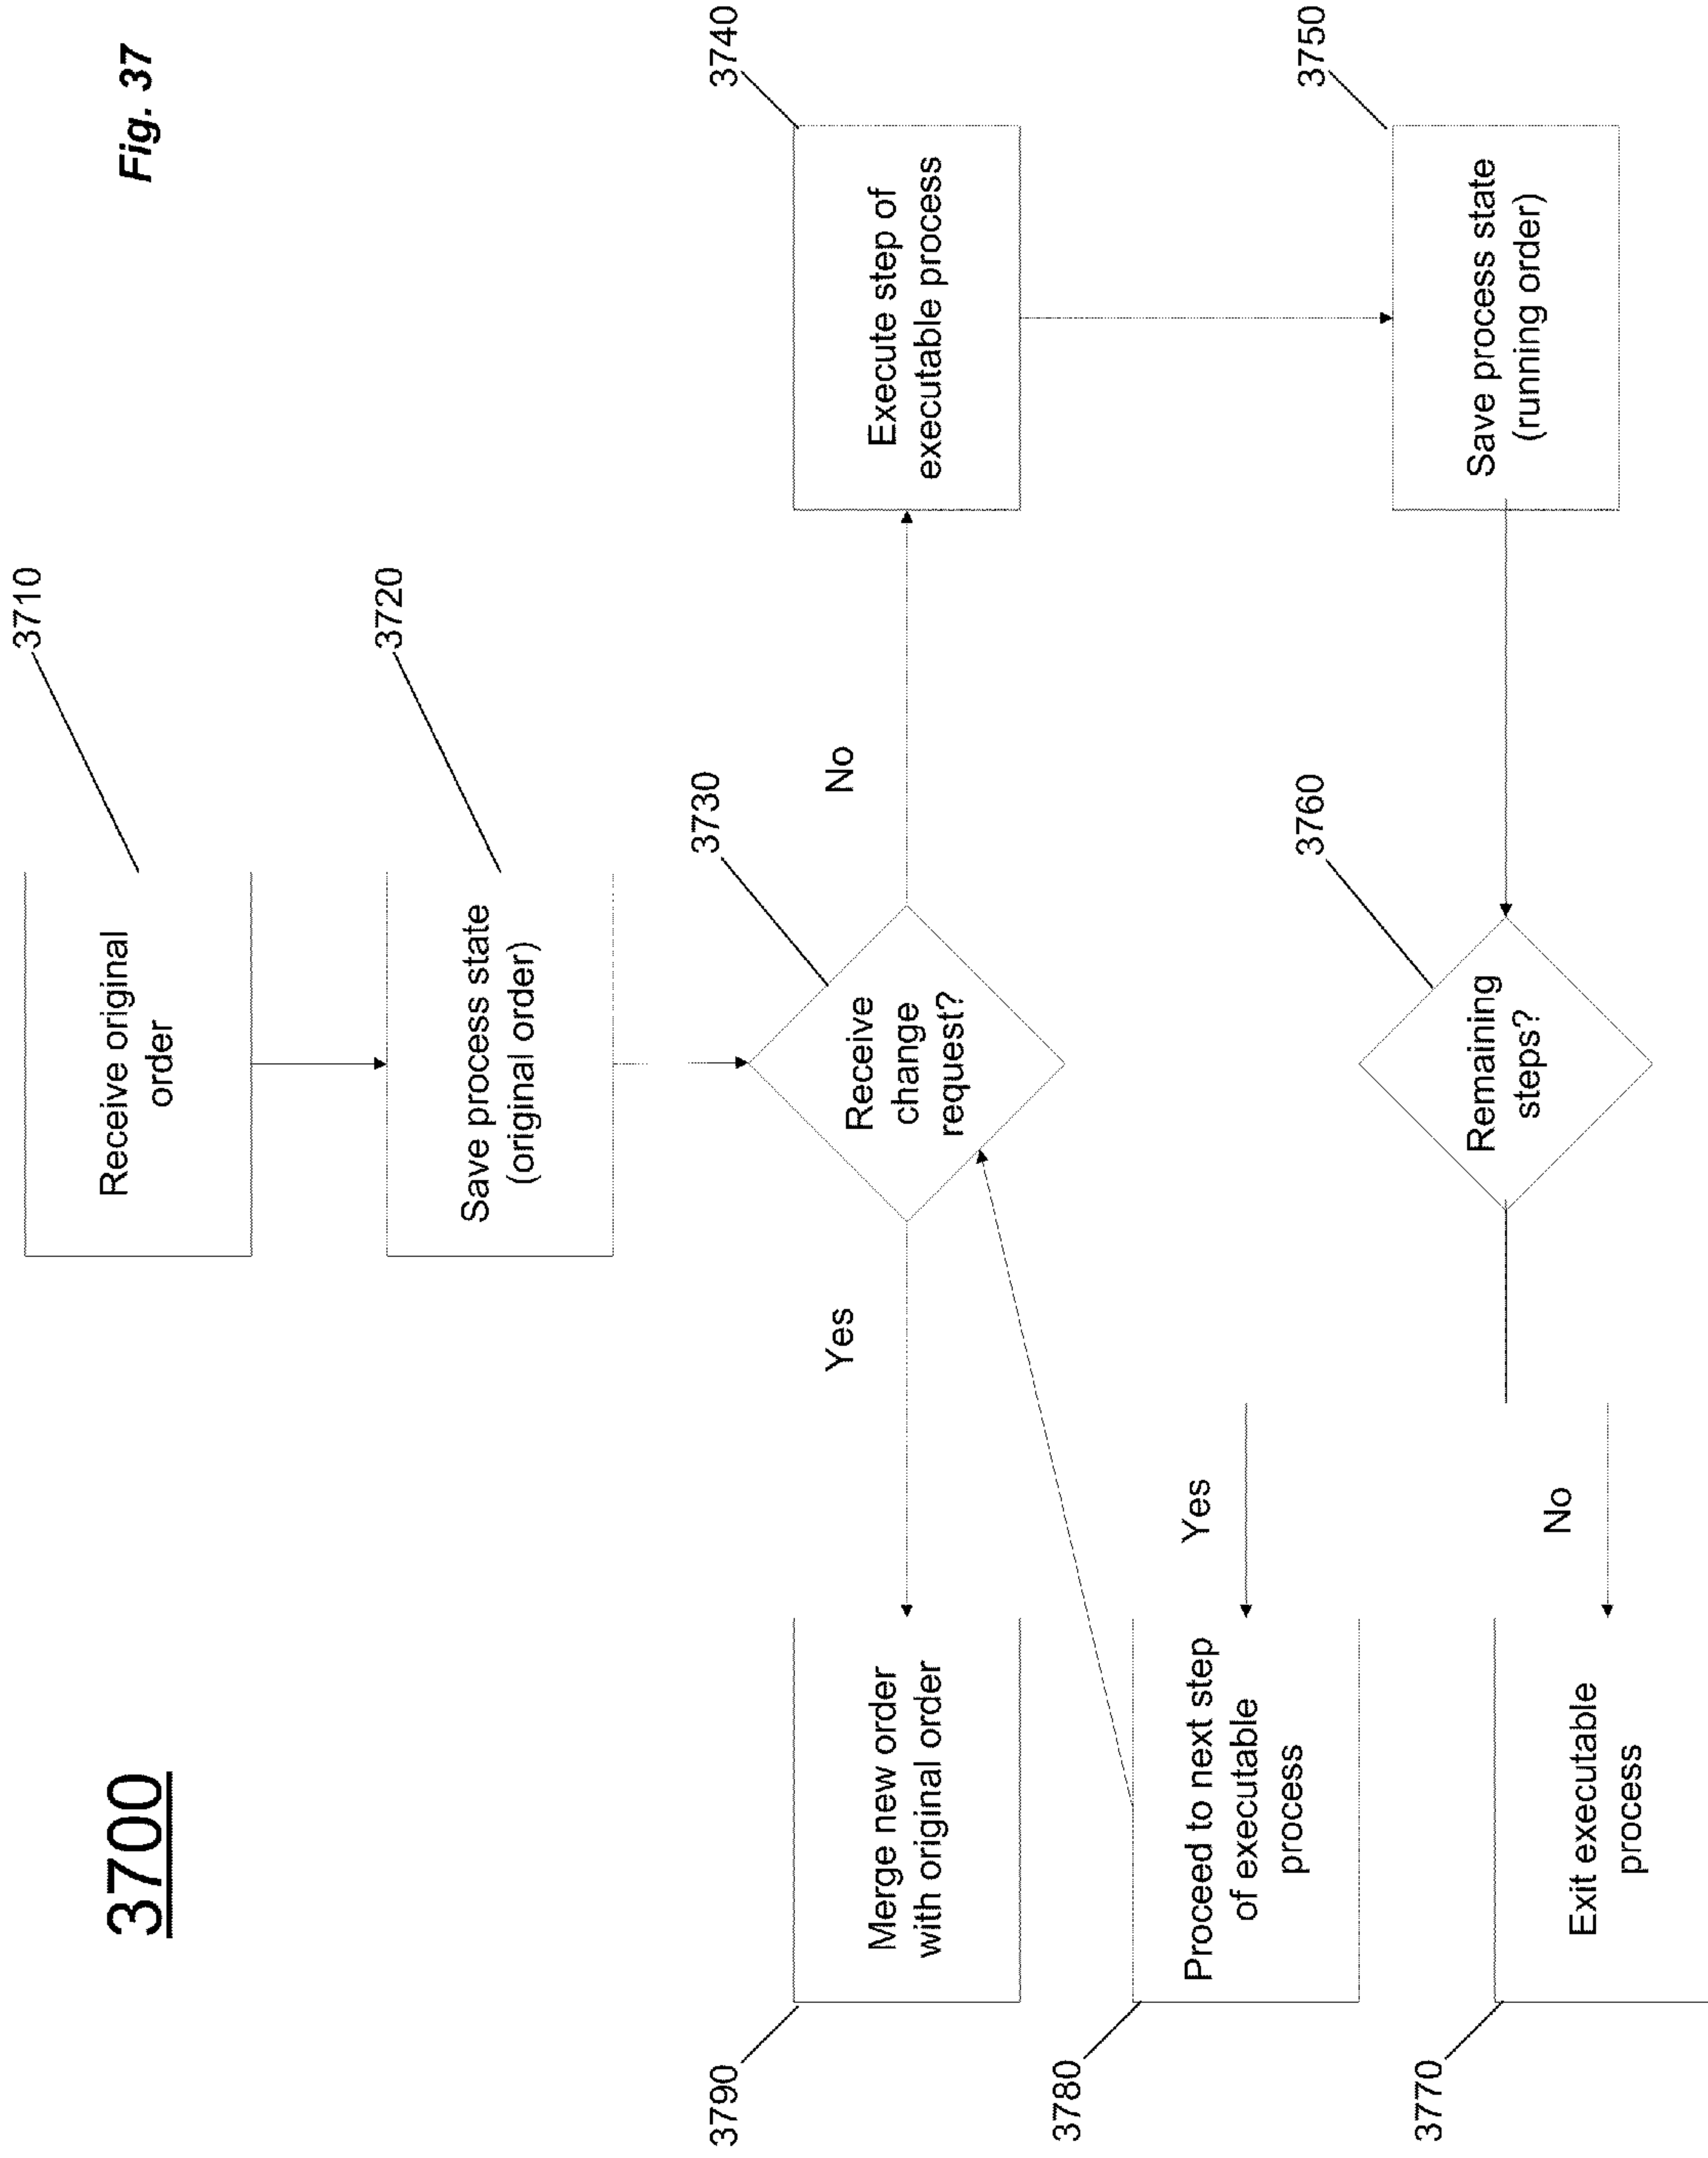 3700
Fig. 37
3710
Receive original
order
3720
Save process state
(original order)
3730
Receive
change
request?
Yes
No
3790
Merge new order
with original order
3740
Execute step of
executable process
3780
Proceed to next step
of executable
process
Yes
3760
Remaining
steps?
3750
Save process state
(running order)
3770
Exit executable
process
No